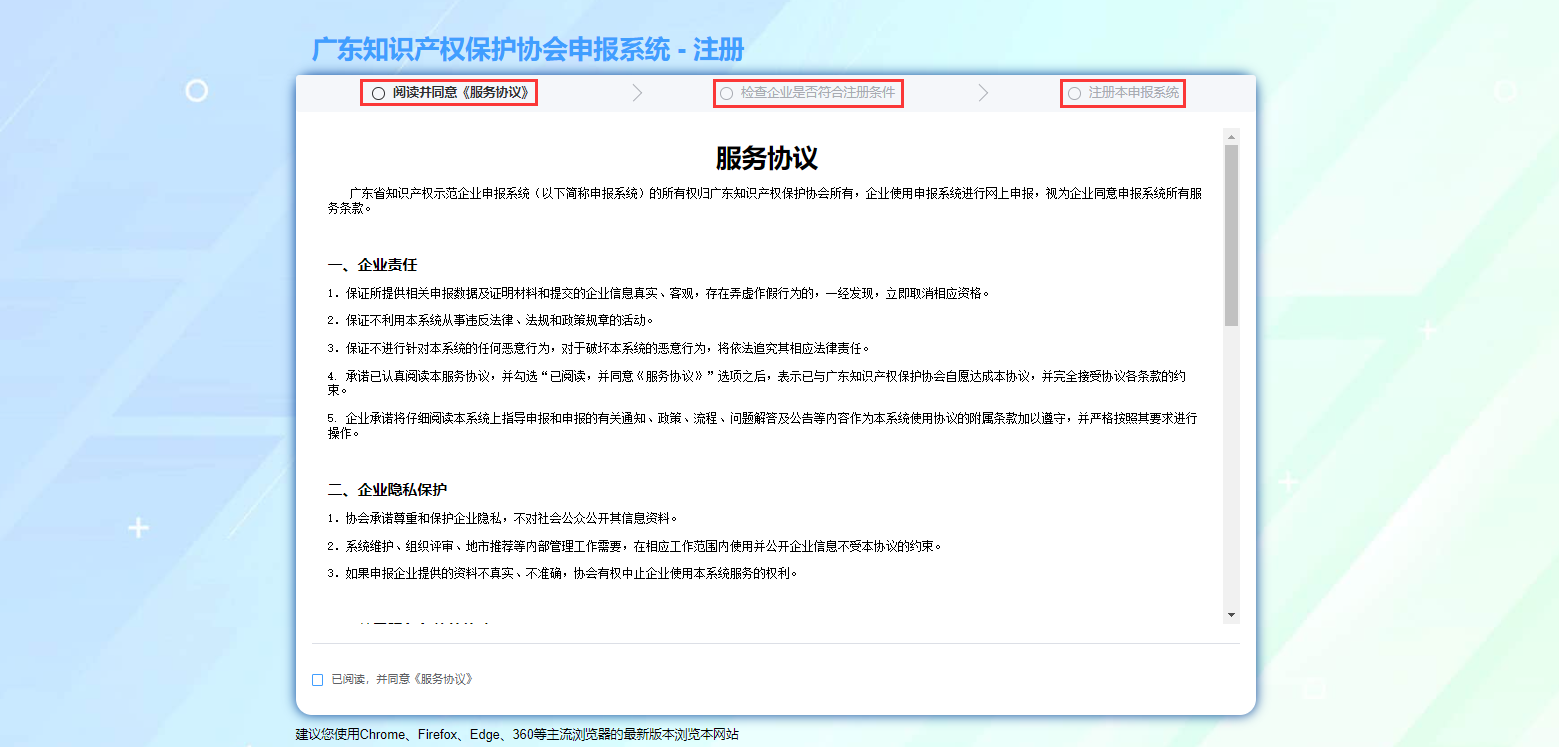 广东知识产权保护协会申报系统 - 注册
阅读并同意《服务协议》
检查企业是否符合注册条件
注册本申报系统
服务协议
广东省知识产权示范企业申报系统（以下简称申报系统）的所有权归广东知识产权保护协会所有，企业使用申报系统进行网上申报，视为企业同意申报系统所有服
务条款。
一、企业责任
1. 保证所提供相关申报数据及证明材料和提交的企业信息真实、客观，存在弄虚作假行为的，一经发现，立即取消相应资格。
2. 保证不利用本系统从事违反法律、法规和政策规章的活动。
3. 保证不进行针对本系统的任何恶意行为，对于破坏本系统的恶意行为，将依法追究其相应法律责任。
4. 承诺已认真阅读本服务协议，并勾选“已阅读，并同意《服务协议》”选项之后，表示已与广东知识产权保护协会自愿达成本协议，并完全接受协议各条款的约
束。
5. 企业承诺将仔细阅读本系统上指导申报和申报的有关通知、政策、流程、问题解答及公告等内容作为本系统使用协议的附属条款加以遵守，并严格按照其要求进行
操作。
二、企业隐私保护
1. 协会承诺尊重和保护企业隐私，不对社会公众公开其信息资料。
2. 系统维护、组织评审、地市推荐等内部管理工作需要，在相应工作范围内使用并公开企业信息不受本协议的约束。
3. 如果申报企业提供的资料不真实、不准确，协会有权中止企业使用本系统服务的权利。
已阅读，并同意《服务协议》
建议您使用Chrome、Firefox、Edge、360等主流浏览器的最新版本浏览本网站